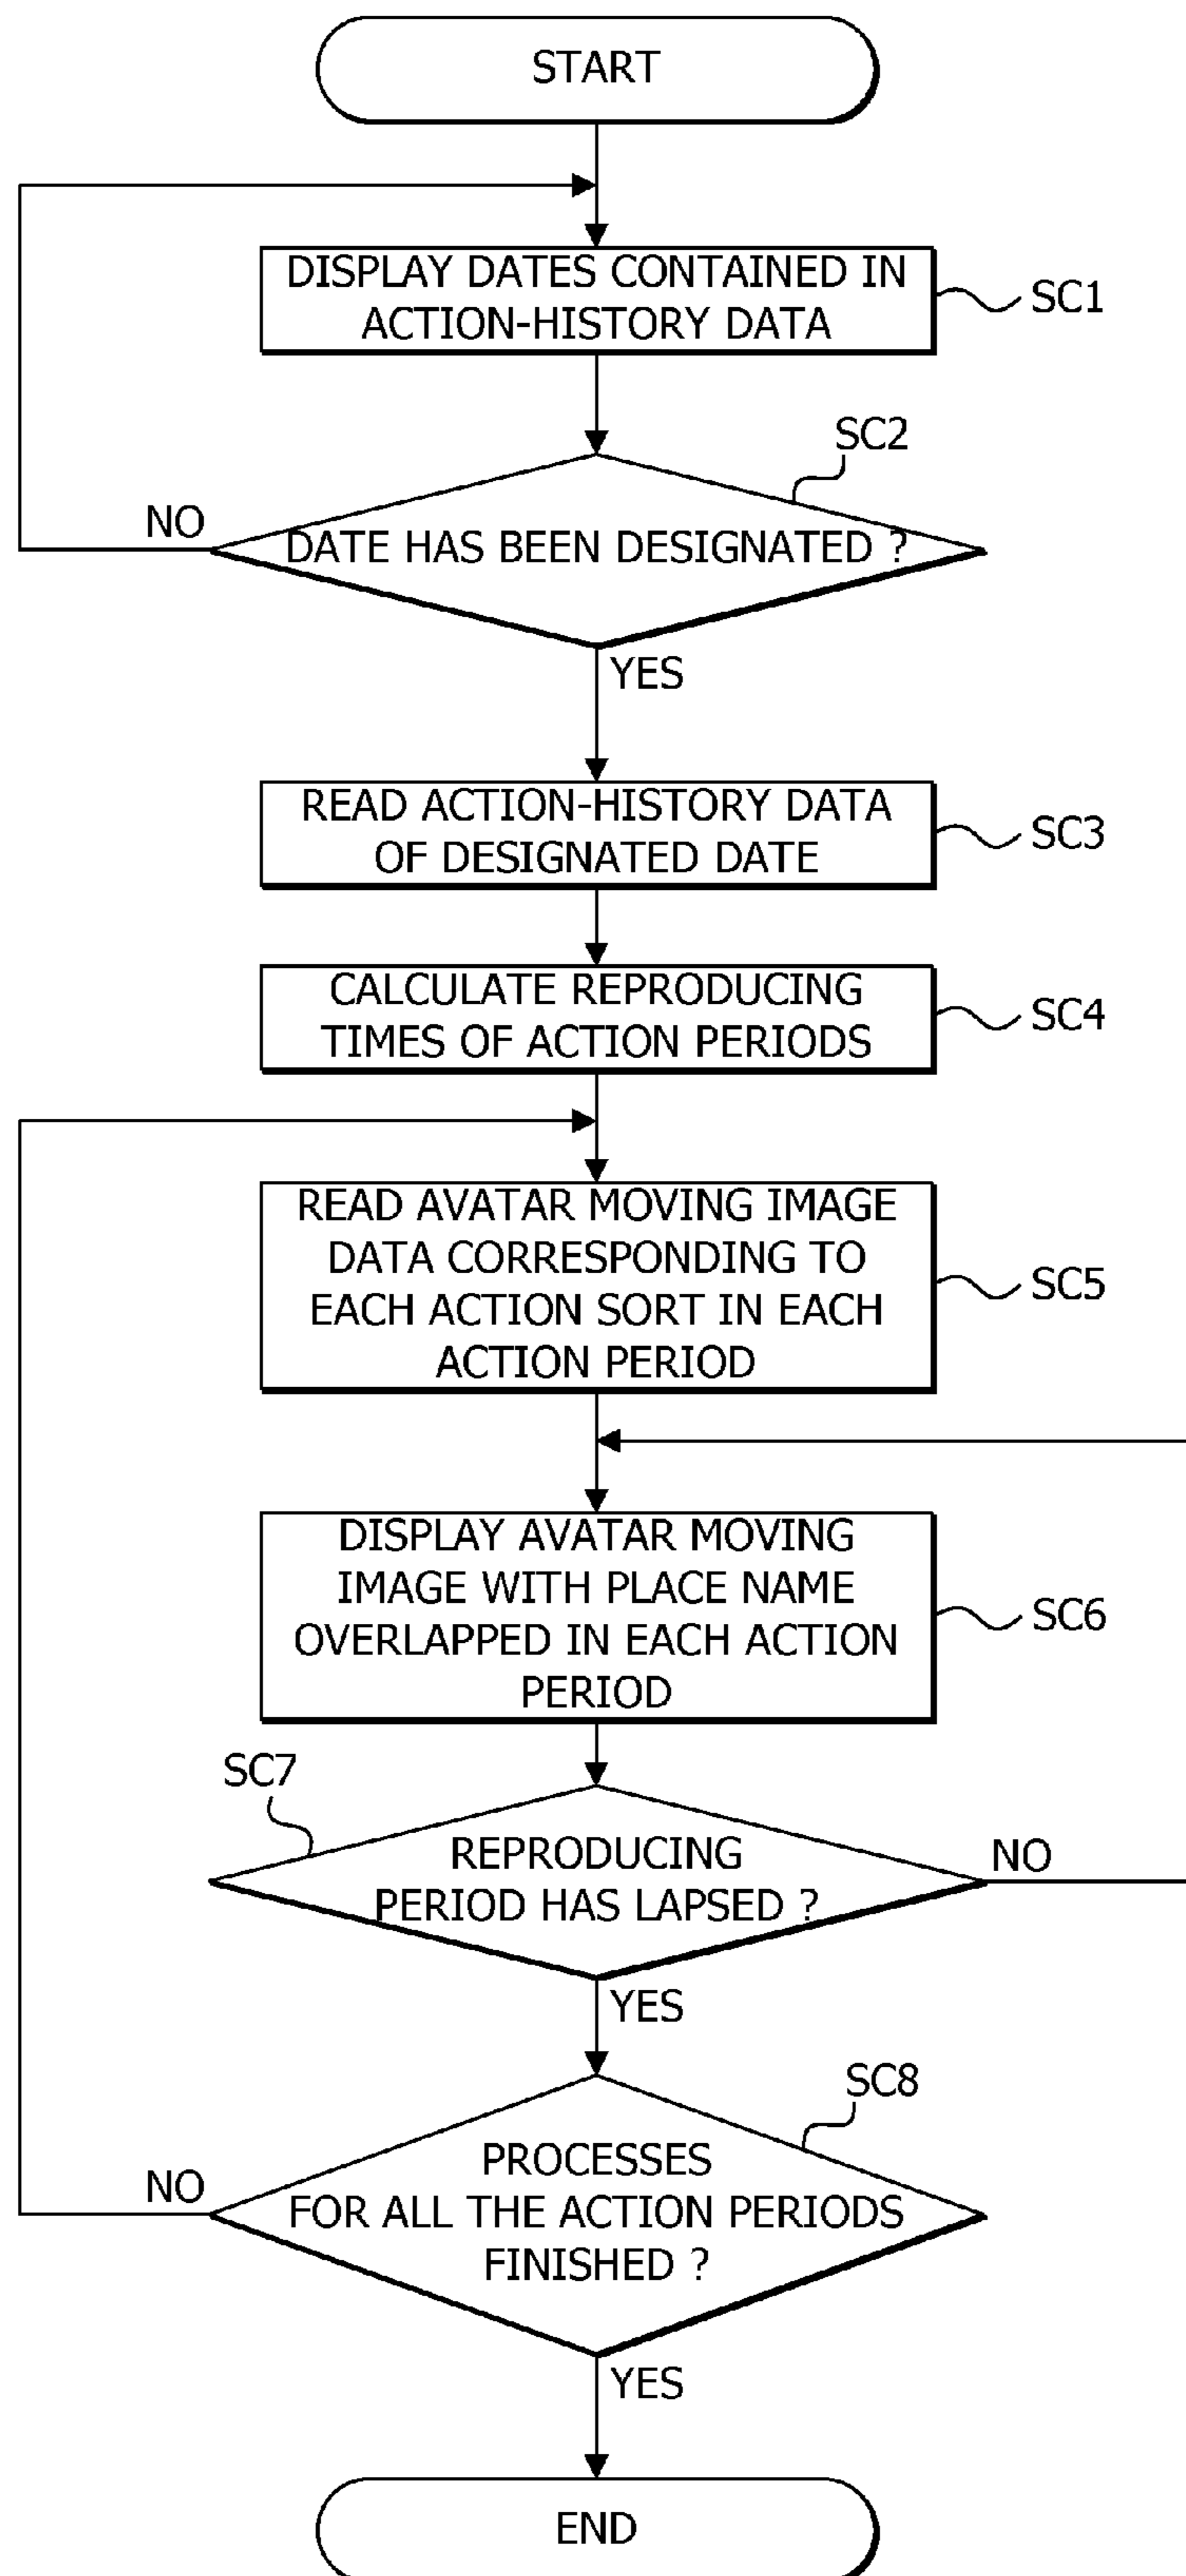 START
DISPLAY DATES CONTAINED IN
ACTION-HISTORY DATA
SC1
SC2
NO
DATE HAS BEEN DESIGNATED ?
YES
READ ACTION-HISTORY DATA
OF DESIGNATED DATE
SC3
CALCULATE REPRODUCING
TIMES OF ACTION PERIODS
SC4
READ AVATAR MOVING IMAGE
DATA CORRESPONDING TO
EACH ACTION SORT IN EACH
ACTION PERIOD
SC5
DISPLAY AVATAR MOVING
IMAGE WITH PLACE NAME
OVERLAPPED IN EACH ACTION
PERIOD
SC6
SC7
REPRODUCING
PERIOD HAS LAPSED ?
NO
YES
SC8
PROCESSES
FOR ALL THE ACTION PERIODS
FINISHED ?
NO
YES
END